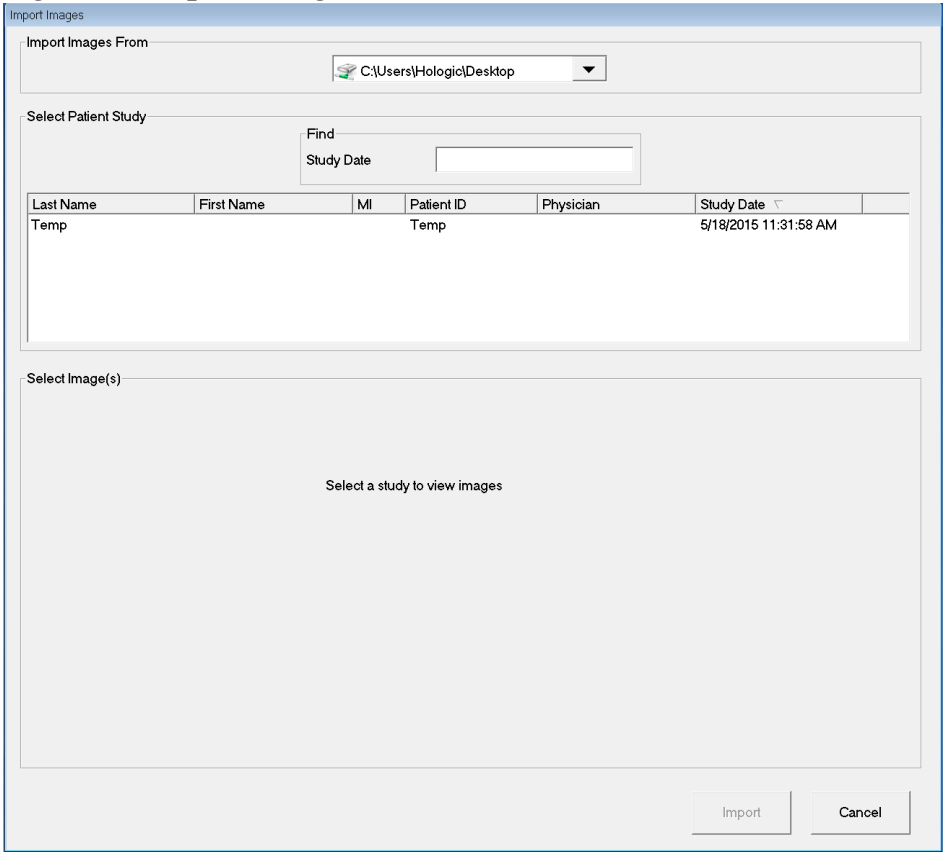 Import Images
Import Images From
C:\Users\Hologic\Desktop
Select Patient Study
Find
Study Date
Last Name First Name MI Patient ID Physician Study Date
Temp Temp 5/18/2015 11:31:58 AM
Select Image(s)
Select a study to view images
Import Cancel